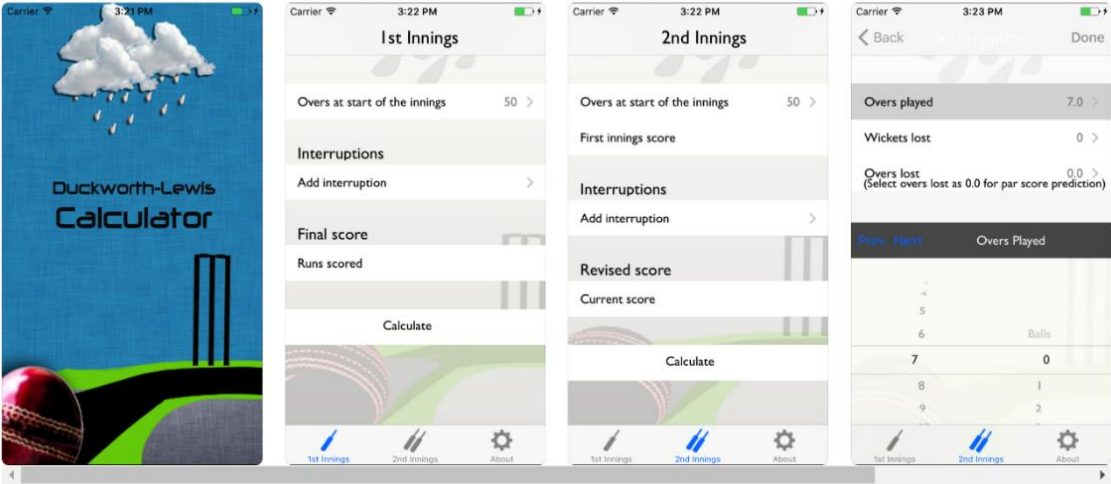 Carrier 3:21 PM
Duckworth-Lewis
Calculator
Carrier 3:22 PM
1st Innings
Overs at start of the innings 50
Interruptions
Add interruption
Final score
Runs scored
Calculate
1st Innings 2nd Innings About
Carrier 3:22 PM
2nd Innings
Overs at start of the innings 50
First innings score
Interruptions
Add interruption
Revised score
Current score
Calculate
1st Innings 2nd Innings About
Carrier 3:23 PM
Back Interruption Done
Overs played 7.0
Wickets lost 0
Overs lost 0.0
(Select overs lost as 0.0 for par score prediction)
Prev Next Overs Played
4
5
6 Balls
7 0
8 1
9 2
1st Innings 2nd Innings About